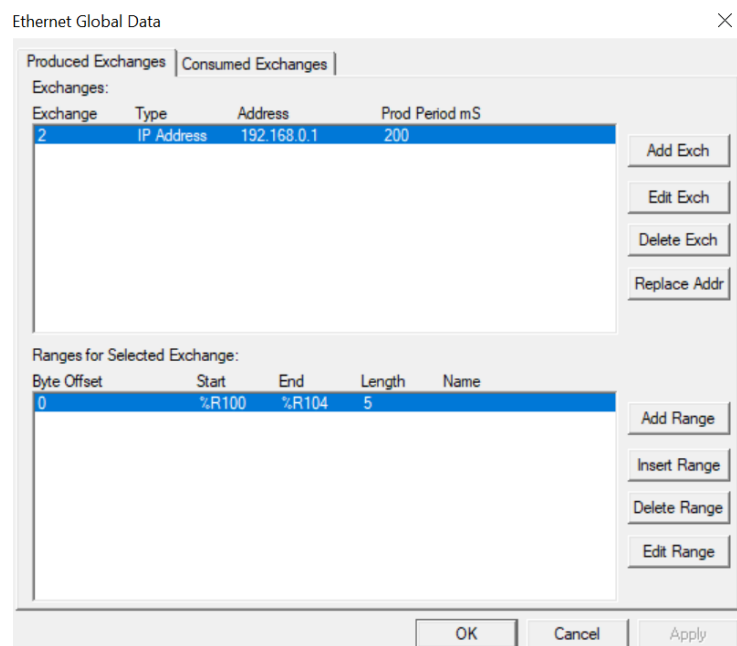 Ethernet Global Data
Produced Exchanges Consumed Exchanges
Exchanges:
Exchange Type Address Prod Period mS
2 IP Address 192.168.0.1 200
Add Exch
Edit Exch
Delete Exch
Replace Addr
Ranges for Selected Exchange:
Byte Offset Start End Length Name
0 %R100 %R104 5
Add Range
Insert Range
Delete Range
Edit Range
OK Cancel Apply